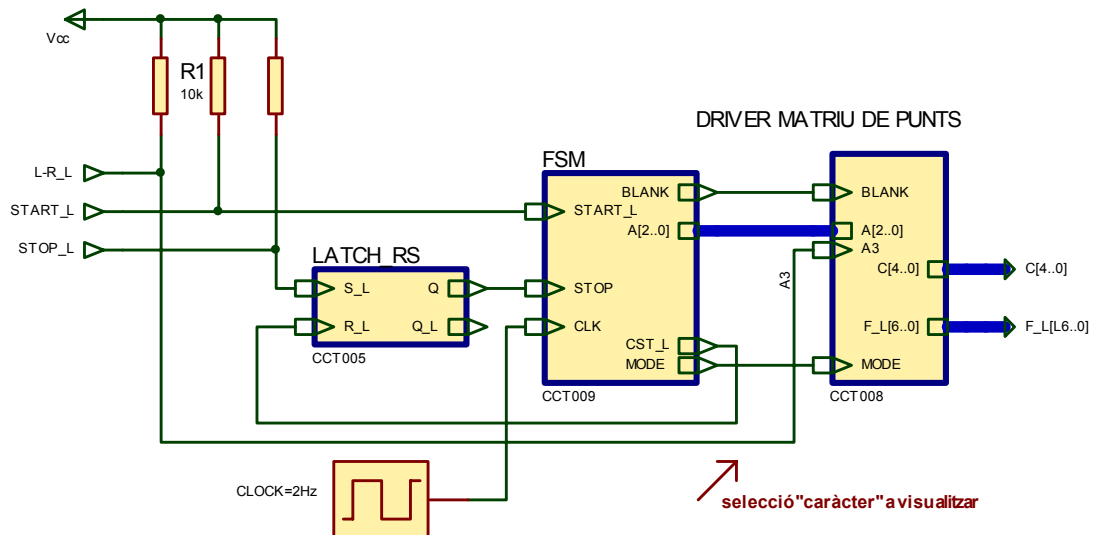 Vcc
R1
10k
L-R_L
START_L
STOP_L
LATCH_RS
S_L
Q
R_L
Q_L
CCT005
FSM
BLANK
START_L
A[2..0]
STOP
CLK
CST_L
MODE
CCT009
DRIVER MATRIU DE PUNTS
BLANK
A[2..0]
A3
C[4..0]
F_L[6..0]
MODE
CCT008
C[4..0]
F_L[L6..0]
A3
CLOCK=2Hz
selecció "caràcter" a visualitzar